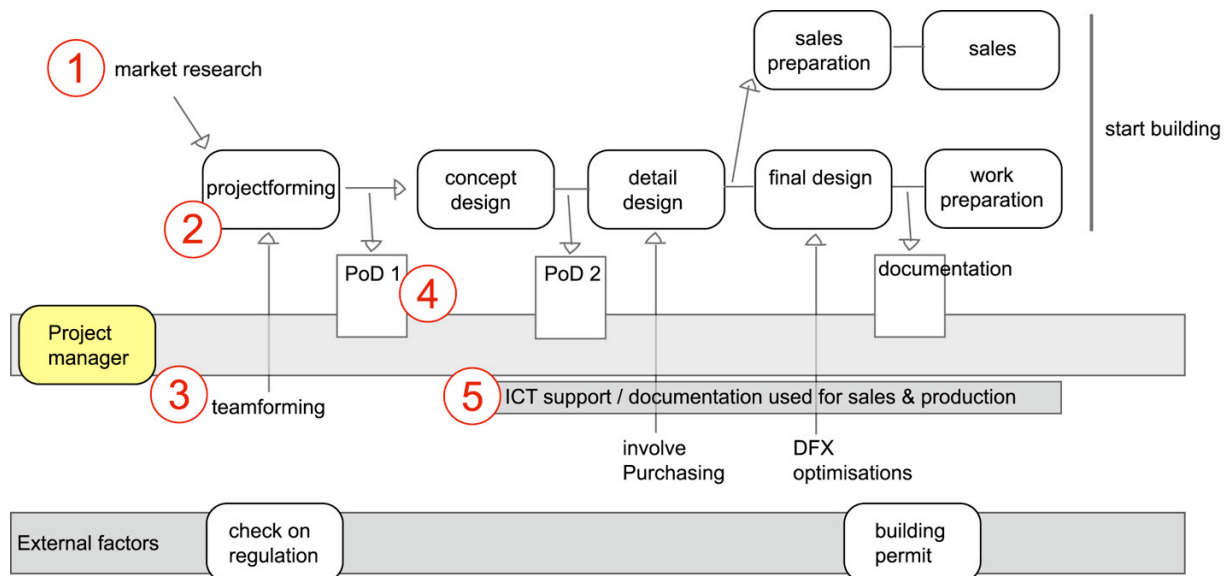 sales
preparation
sales
1
market research
start building
projectforming
concept
design
detail
design
final design
work
preparation
2
PoD 1
4
PoD 2
documentation
Project
manager
3
teamforming
5
ICT support / documentation used for sales & production
involve
Purchasing
DFX
optimisations
External factors
check on
regulation
building
permit